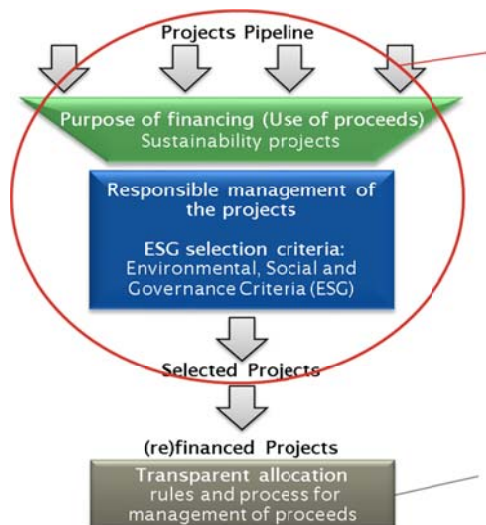 Projects Pipeline
Purpose of financing (Use of proceeds)
Sustainability projects
Responsible management of
the projects
ESG selection criteria:
Environmental, Social and
Governance Criteria (ESG)
Selected Projects
(re)financed Projects
Transparent allocation
rules and process for
management of proceeds